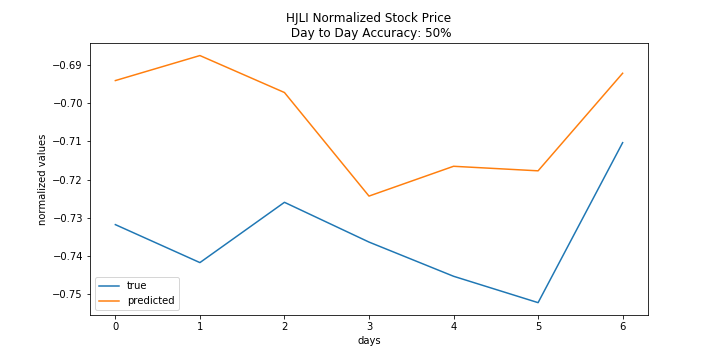 HJLI Normalized Stock Price
Day to Day Accuracy: 50%
normalized values
−0.69
−0.70
−0.71
−0.72
−0.73
−0.74
−0.75
true
predicted
0 1 2 3 4 5 6
days